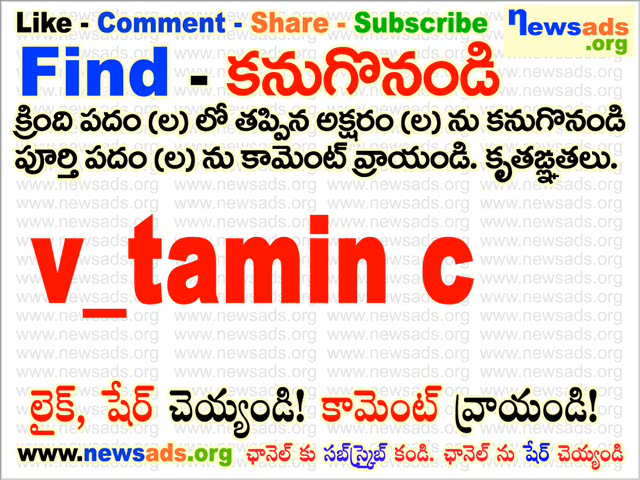 Like - Comment - Share - Subscribe
newsads
.org
Find - కనుగొనండి
క్రింది పదం (ల) లో తప్పిన అక్షరం (ల) ను కనుగొనండి
పూర్తి పదం (ల) ను కామెంట్ వ్రాయండి. కృతఙ్ఞతలు.
v_tamin c
లైక్, షేర్ చెయ్యండి! కామెంట్ వ్రాయండి!
www.newsads.org ఛానెల్ కు సబ్‌స్క్రైబ్ కండి. ఛానెల్ ను షేర్ చెయ్యండి